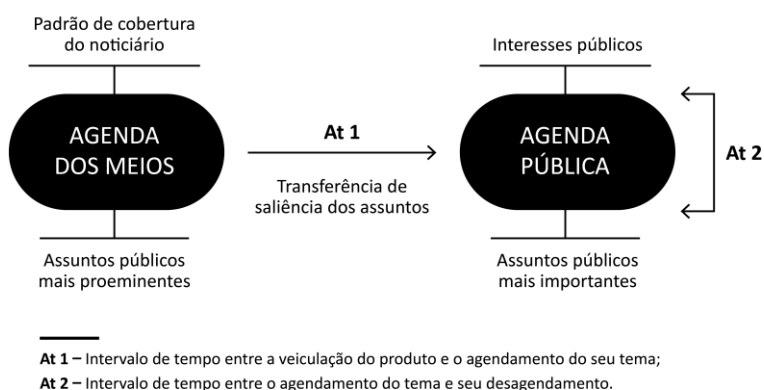 Padrão de cobertura
do noticiário
Interesses públicos
AGENDA
DOS MEIOS
At 1
Transferência de
saliência dos assuntos
AGENDA
PÚBLICA
At 2
Assuntos públicos
mais proeminentes
Assuntos públicos
mais importantes
At 1 – Intervalo de tempo entre a veiculação do produto e o agendamento do seu tema;
At 2 – Intervalo de tempo entre o agendamento do tema e seu desagendamento.